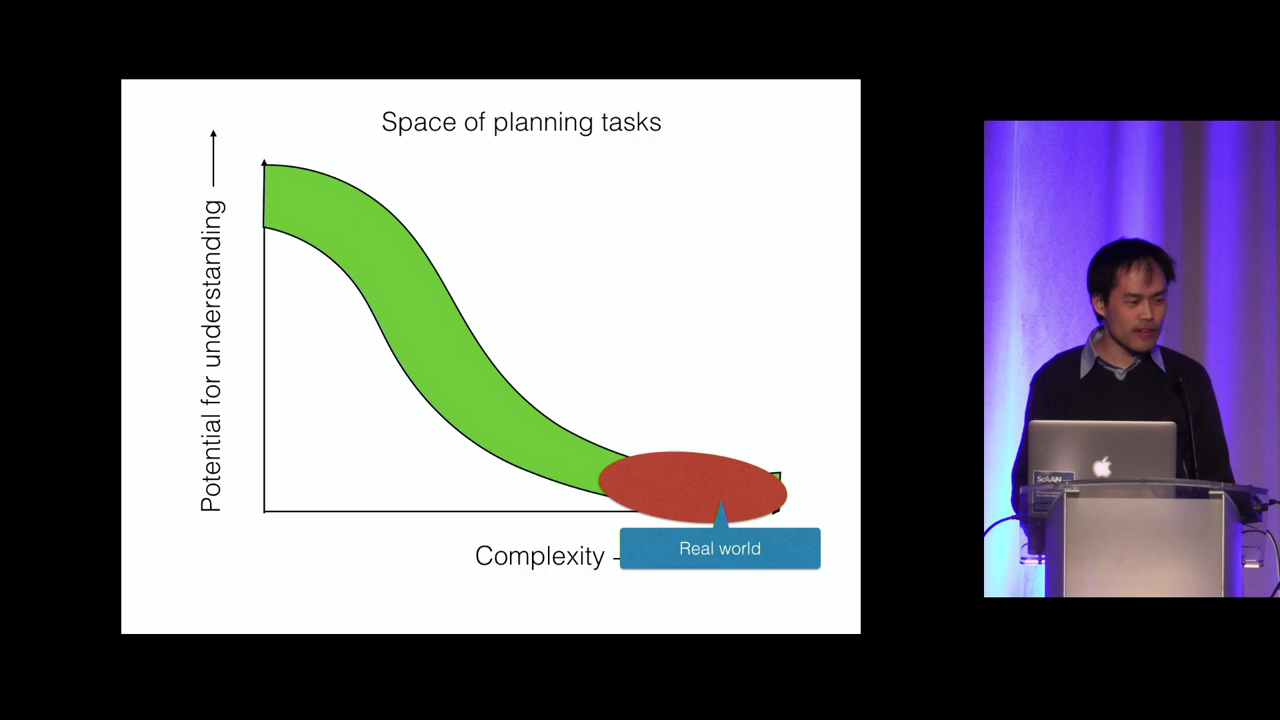 Space of planning tasks
Potential for understanding
Complexity
Real world